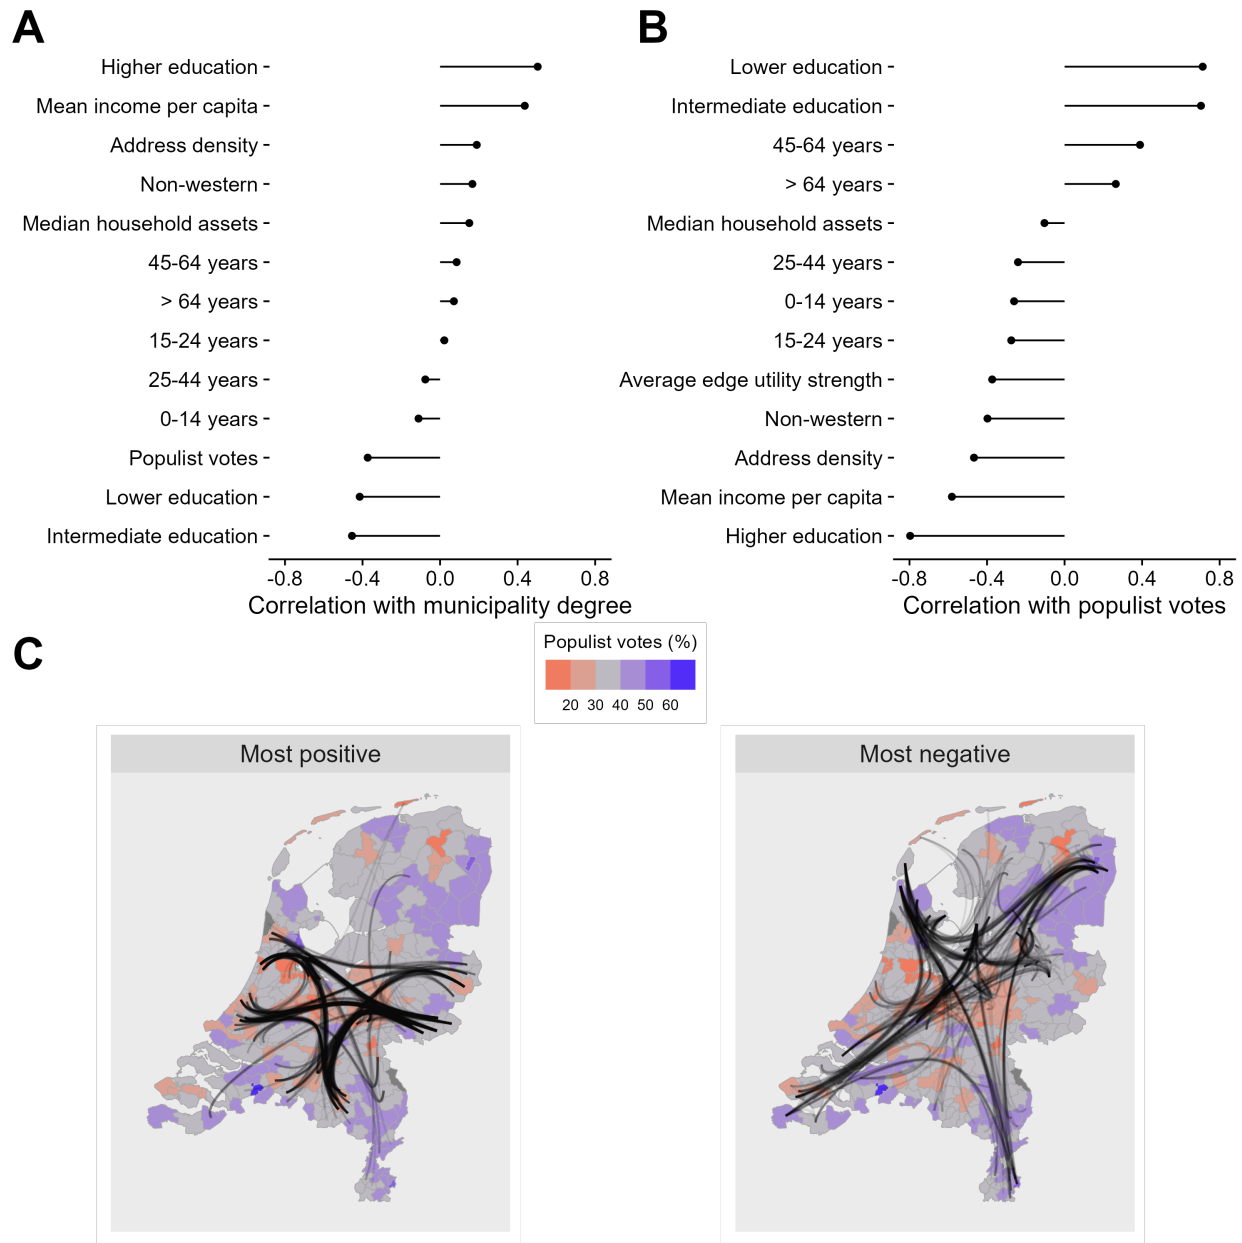 A
Higher education
Mean income per capita
Address density
Non-western
Median household assets
45-64 years
> 64 years
15-24 years
25-44 years
0-14 years
Populist votes
Lower education
Intermediate education
-0.8 -0.4 0.0 0.4 0.8
Correlation with municipality degree
B
Lower education
Intermediate education
45-64 years
> 64 years
Median household assets
25-44 years
0-14 years
15-24 years
Average edge utility strength
Non-western
Address density
Mean income per capita
Higher education
-0.8 -0.4 0.0 0.4 0.8
Correlation with populist votes
C
Populist votes (%)
20 30 40 50 60
Most positive
Most negative